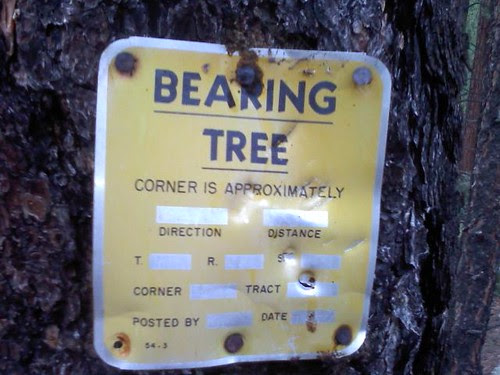 BEARING
TREE
CORNER IS APPROXIMATELY
DIRECTION DISTANCE
T. R. S.
CORNER TRACT
POSTED BY DATE
54-3